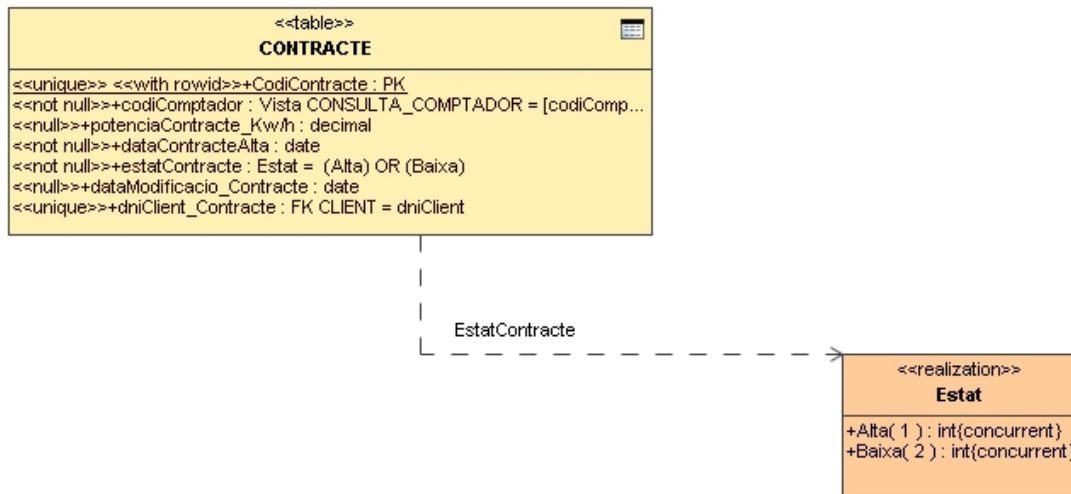 <<table>>
CONTRACTE
<<unique>> <<with rowid>>+CodiContracte : PK
<<not null>>+codiComptador : Vista CONSULTA_COMPTADOR = [codiComp...
<<null>>+potenciaContracte_Kw/h : decimal
<<not null>>+dataContracteAlta : date
<<not null>>+estatContracte : Estat = (Alta) OR (Baixa)
<<null>>+dataModificacio_Contracte : date
<<unique>>+dniClient_Contracte : FK CLIENT = dniClient
EstatContracte
<<realization>>
Estat
+Alta( 1 ) : int{concurrent}
+Baixa( 2 ) : int{concurrent}